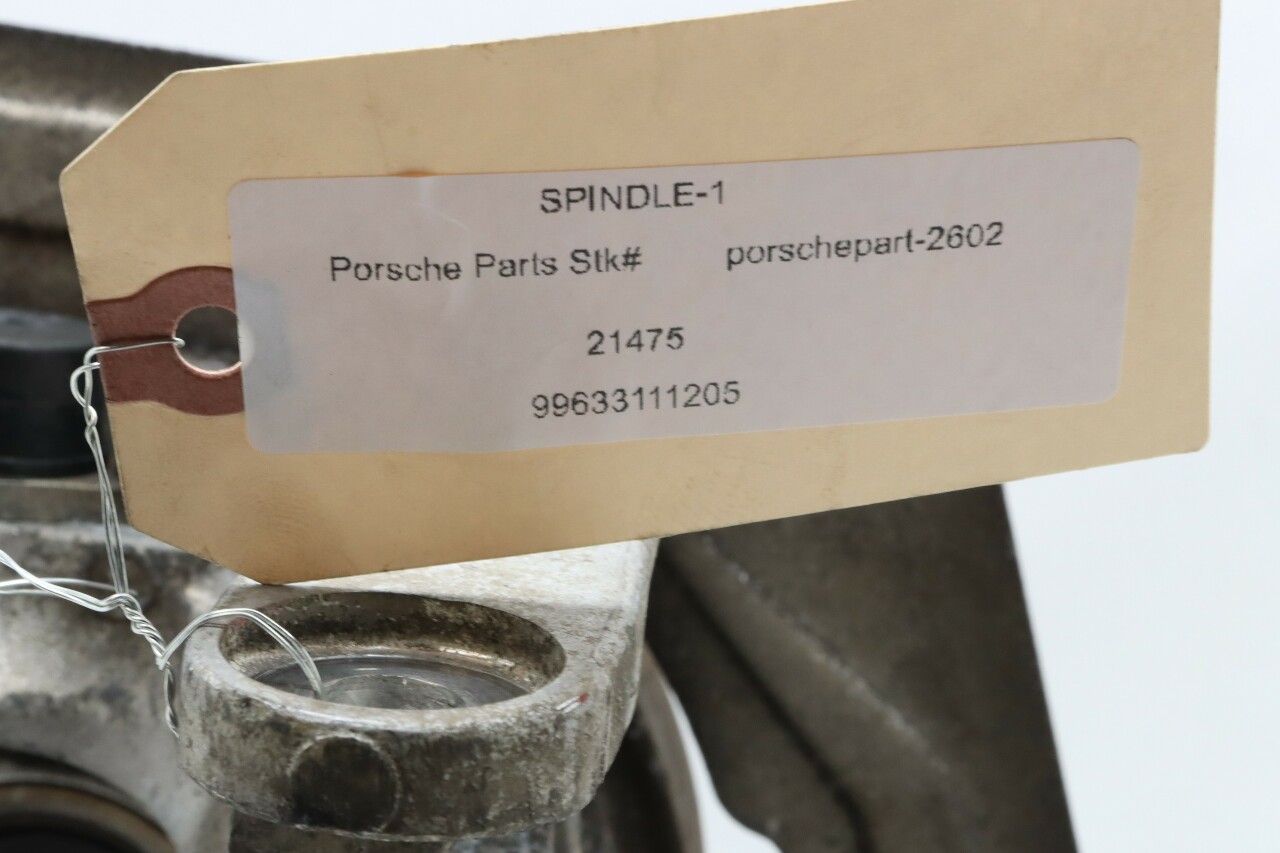 SPINDLE-1
Porsche Parts Stk# porschepart-2602
21475
99633111205